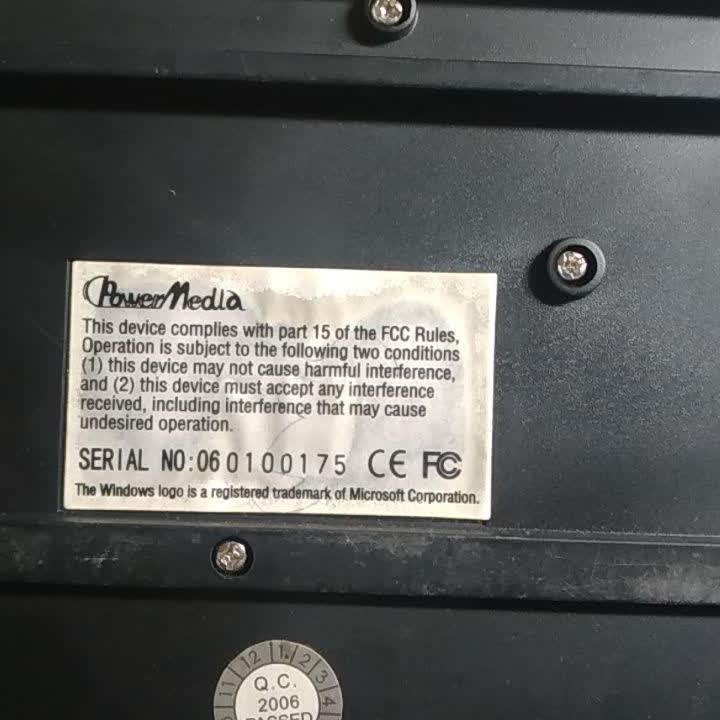 PowerMedia
This device complies with part 15 of the FCC Rules,
Operation is subject to the following two conditions
(1) this device may not cause harmful interference,
and (2) this device must accept any interference
received, including interference that may cause
undesired operation.
SERIAL NO:060100175 CE FC
The Windows logo is a registered trademark of Microsoft Corporation.
11 12 1 2 3 4
Q.C.
2006
PASSED